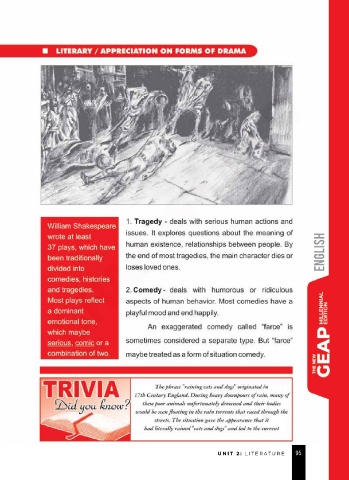 LITERARY / APPRECIATION ON FORMS OF DRAMA
William Shakespeare
wrote at least
37 plays, which have
been traditionally
divided into
comedies, histories
and tragedies.
Most plays reflect
a dominant
emotional tone,
which maybe
serious, comic or a
combination of two.
1. Tragedy - deals with serious human actions and
issues. It explores questions about the meaning of
human existence, relationships between people. By
the end of most tragedies, the main character dies or
loses loved ones.
2. Comedy - deals with humorous or ridiculous
aspects of human behavior. Most comedies have a
playful mood and end happily.
An exaggerated comedy called "farce" is
sometimes considered a separate type. But "farce"
maybe treated as a form of situation comedy.
ENGLISH
THE NEW
GEAP MILLENNIAL
EDITION
TRIVIA
Did you know?
The phrase "raining cats and dogs" originated in
17th Century England. During heavy downpours of rain, many of
these poor animals unfortunately drowned and their bodies
would be seen floating in the rain torrents that raced through the
streets. The situation gave the appearance that it
had literally rained "cats and dogs" and led to the current
UNIT 2: LITERATURE 95